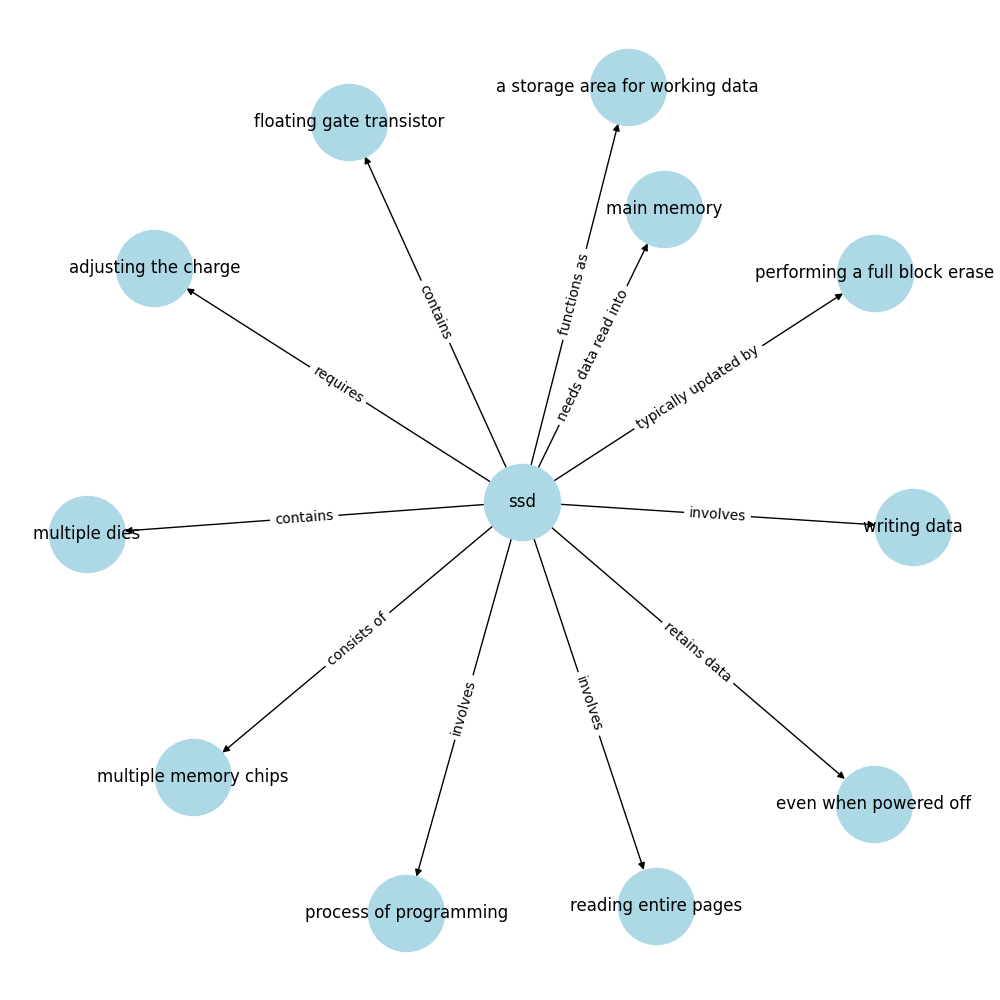 a storage area for working data
floating gate transistor
main memory
adjusting the charge
performing a full block erase
functions as
contains
needs data read into
requires
typically updated by
ssd
contains
involves
multiple dies
writing data
consists of
retains data
involves
involves
multiple memory chips
even when powered off
process of programming
reading entire pages